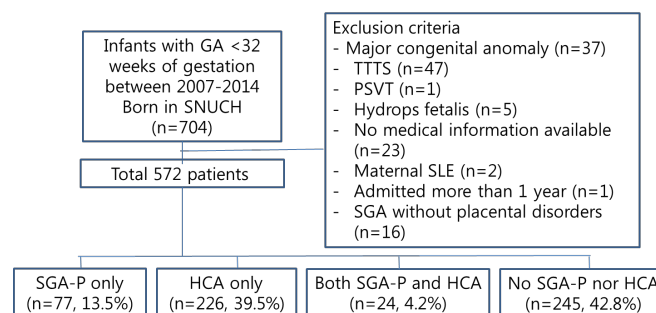 Infants with GA <32
weeks of gestation
between 2007-2014
Born in SNUCH
(n=704)
Exclusion criteria
- Major congenital anomaly (n=37)
- TTTS (n=47)
- PSVT (n=1)
- Hydrops fetalis (n=5)
- No medical information available
(n=23)
- Maternal SLE (n=2)
- Admitted more than 1 year (n=1)
- SGA without placental disorders
(n=16)
Total 572 patients
SGA-P only
(n=77, 13.5%)
HCA only
(n=226, 39.5%)
Both SGA-P and HCA
(n=24, 4.2%)
No SGA-P nor HCA
(n=245, 42.8%)